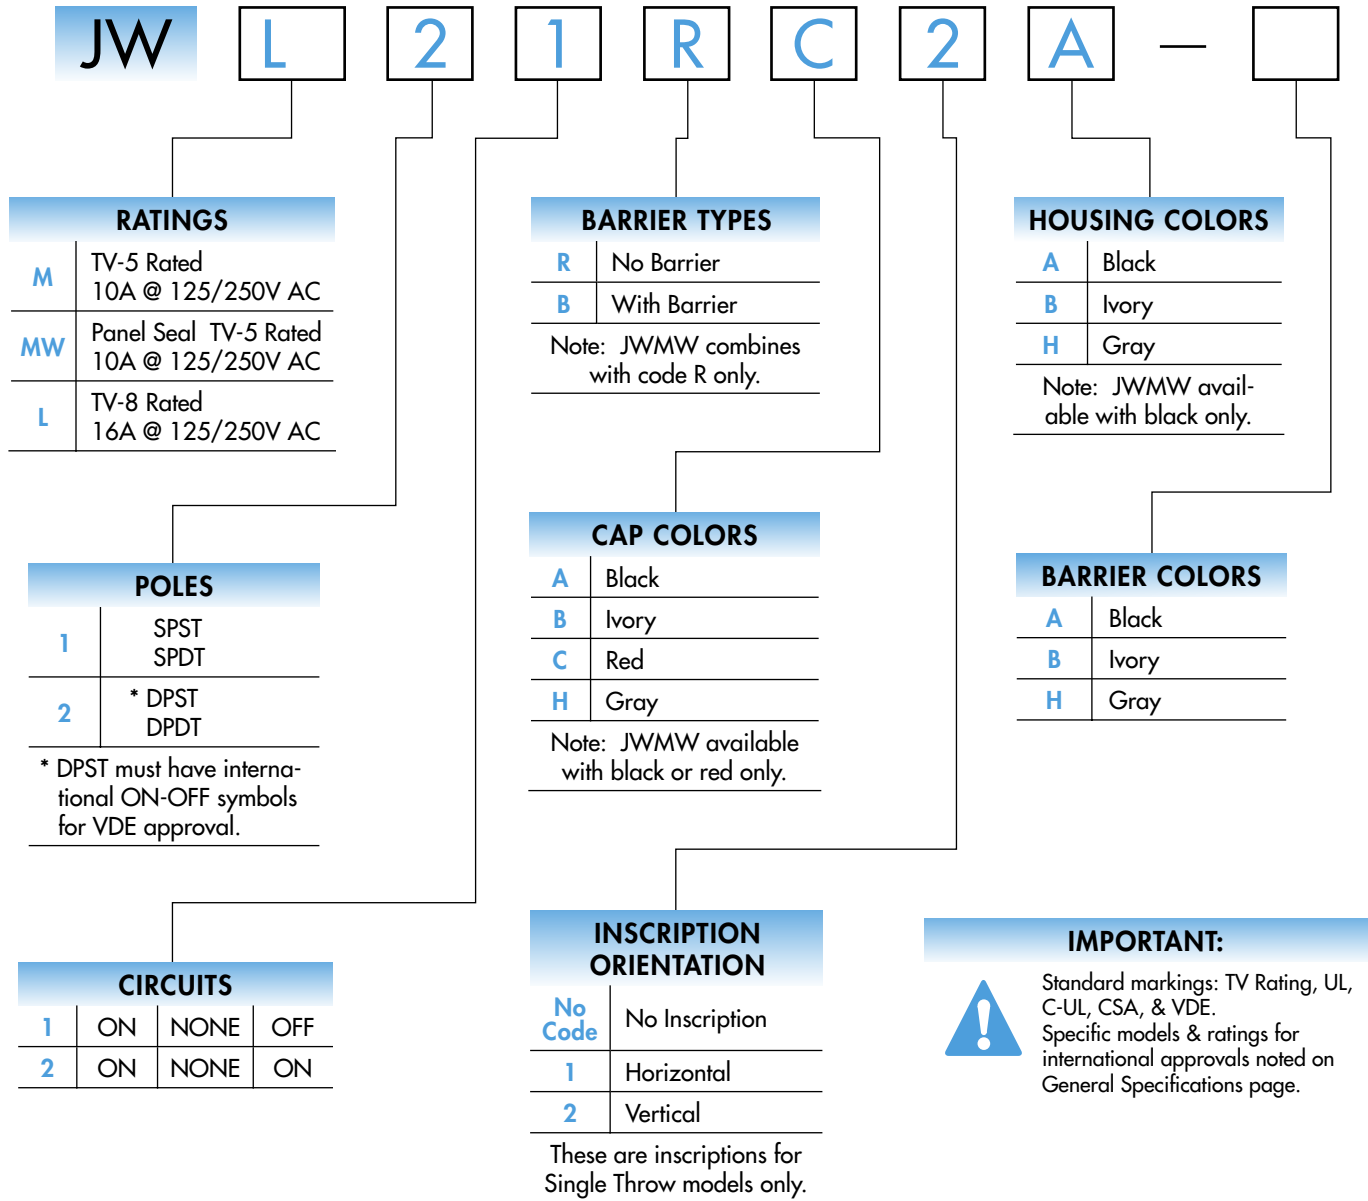 JW L 2 1 R C 2 A —
RATINGS
M TV-5 Rated
10A @ 125/250V AC
MW Panel Seal TV-5 Rated
10A @ 125/250V AC
L TV-8 Rated
16A @ 125/250V AC
POLES
1 SPST
SPDT
2 * DPST
DPDT
* DPST must have interna-
tional ON-OFF symbols
for VDE approval.
CIRCUITS
1 ON NONE OFF
2 ON NONE ON
BARRIER TYPES
R No Barrier
B With Barrier
Note: JWMW combines
with code R only.
CAP COLORS
A Black
B Ivory
C Red
H Gray
Note: JWMW available
with black or red only.
INSCRIPTION
ORIENTATION
No
Code No Inscription
1 Horizontal
2 Vertical
These are inscriptions for
Single Throw models only.
HOUSING COLORS
A Black
B Ivory
H Gray
Note: JWMW avail-
able with black only.
BARRIER COLORS
A Black
B Ivory
H Gray
IMPORTANT:
Standard markings: TV Rating, UL,
C-UL, CSA, & VDE.
Specific models & ratings for
international approvals noted on
General Specifications page.